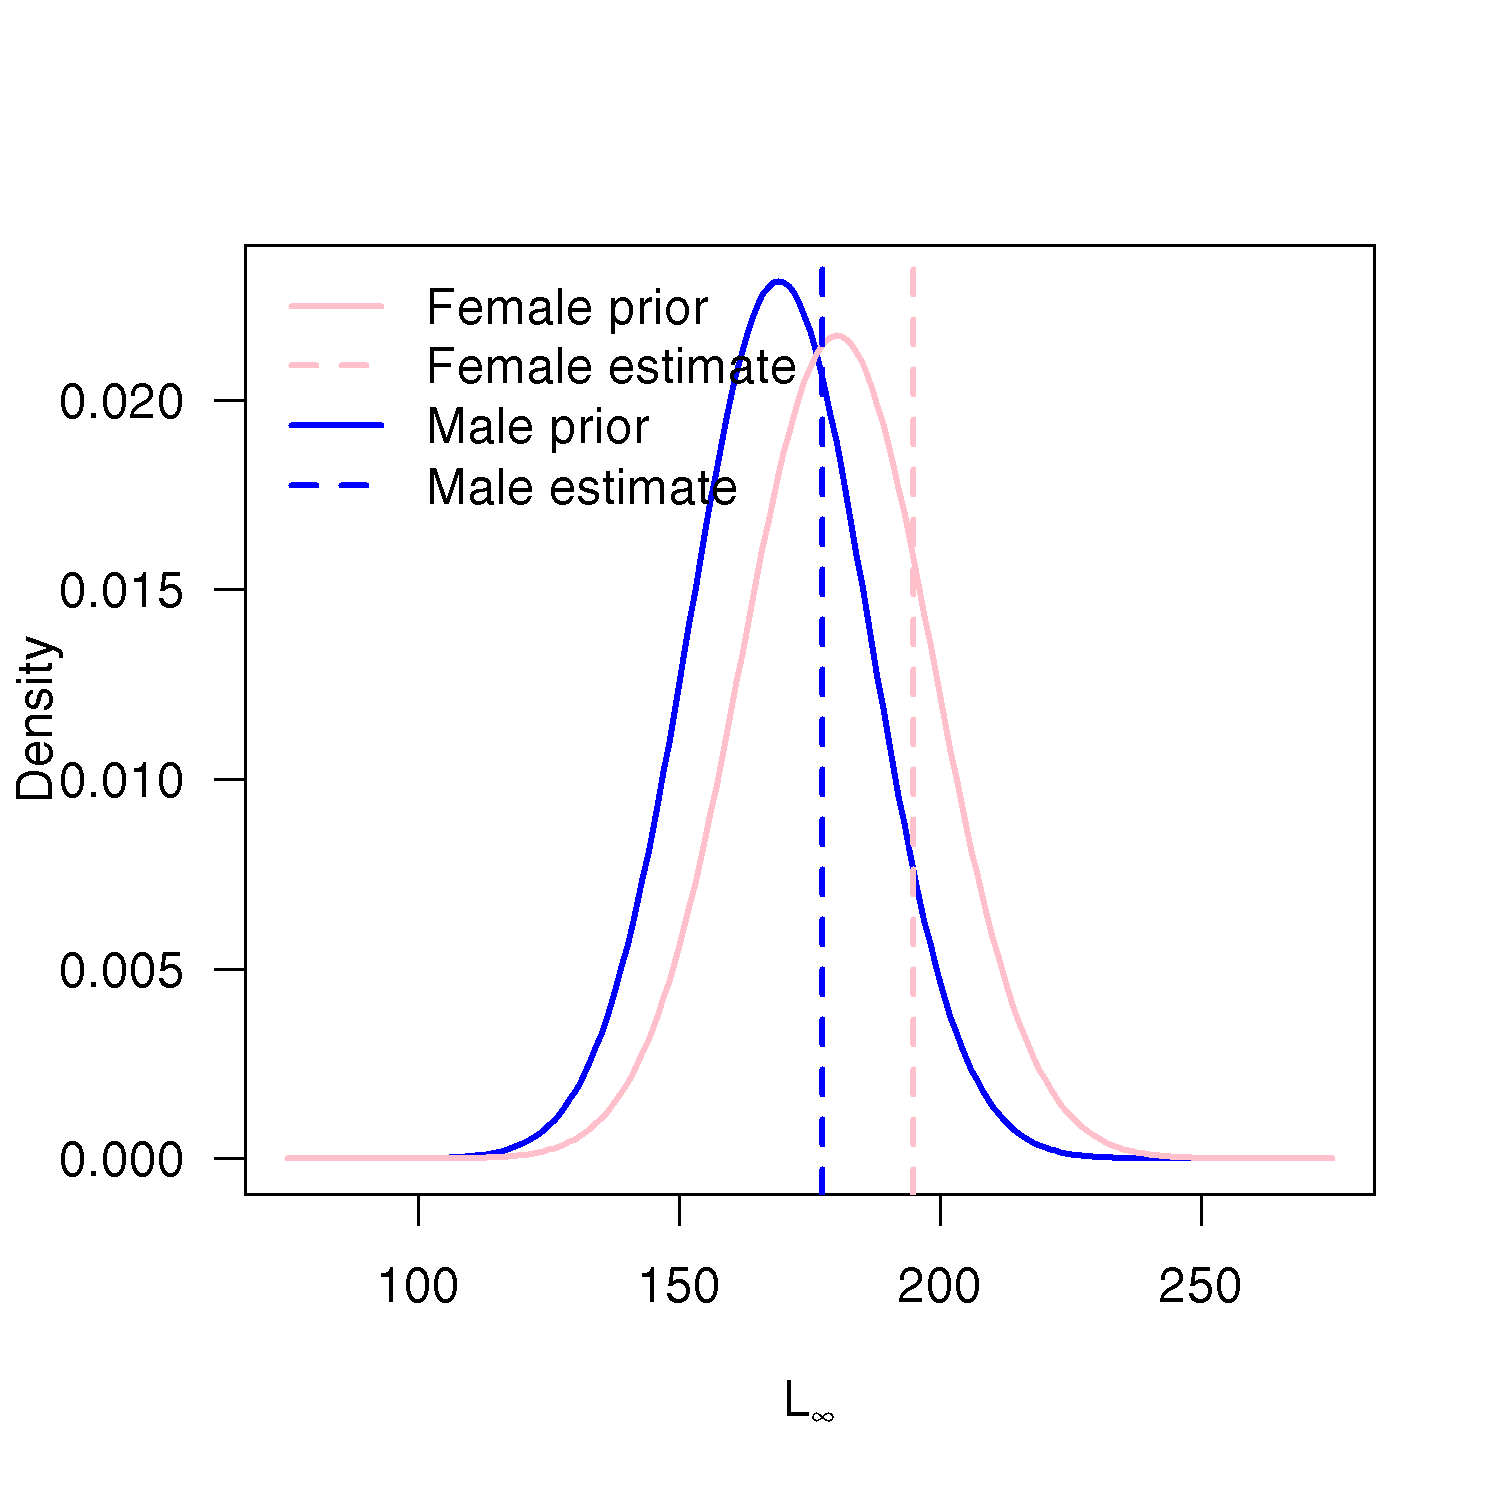 Female prior
Female estimate
Male prior
Male estimate
Density
0.020
0.015
0.010
0.005
0.000
100 150 200 250
L∞